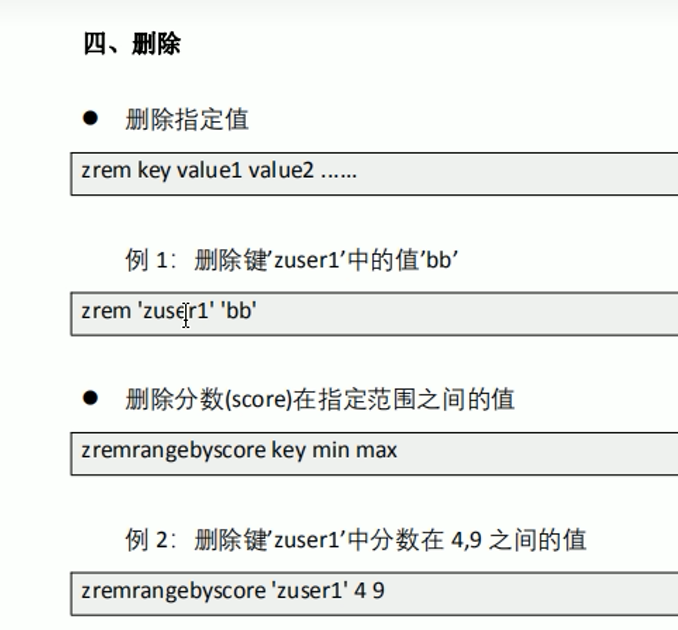 四、删除
● 删除指定值
zrem key value1 value2 ......
例 1： 删除键’zuser1’中的值’bb’
zrem 'zuser1' 'bb'
● 删除分数(score)在指定范围之间的值
zremrangebyscore key min max
例 2： 删除键’zuser1’中分数在 4,9 之间的值
zremrangebyscore 'zuser1' 4 9